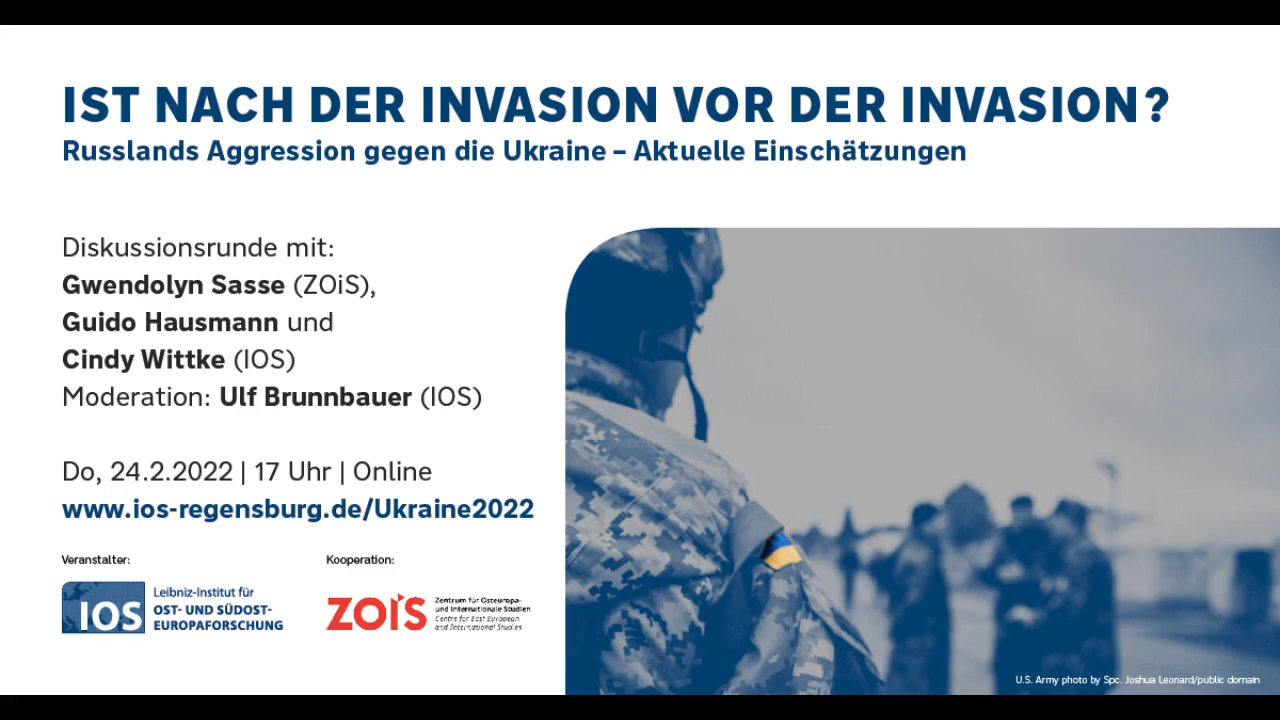 IST NACH DER INVASION VOR DER INVASION?
Russlands Aggression gegen die Ukraine – Aktuelle Einschätzungen
Diskussionsrunde mit:
Gwendolyn Sasse (ZOiS),
Guido Hausmann und
Cindy Wittke (IOS)
Moderation: Ulf Brunnbauer (IOS)
Do, 24.2.2022 | 17 Uhr | Online
www.ios-regensburg.de/Ukraine2022
Veranstalter:
IOS
Leibniz-Institut für
OST- UND SÜDOST-
EUROPAFORSCHUNG
Kooperation:
ZOiS
Zentrum für Osteuropa-
und internationale Studien
Centre for East European
and International Studies
U.S. Army photo by Spc. Joshua Leonard/public domain